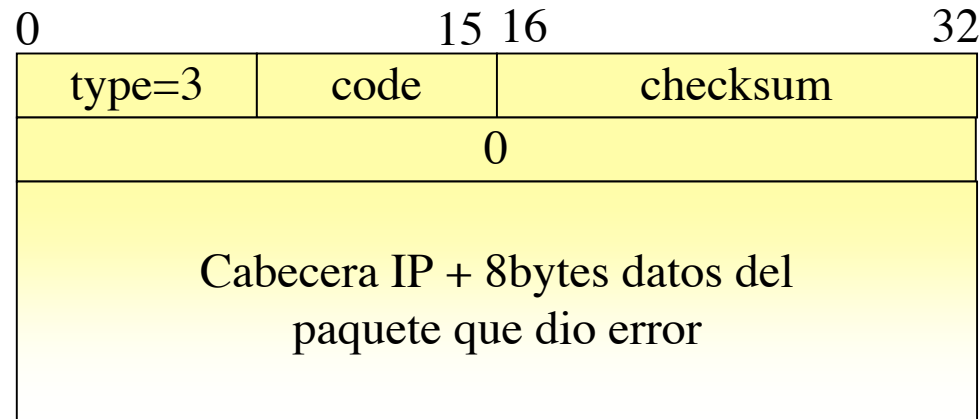 0 15 16 32
type=3 code checksum
0
Cabecera IP + 8bytes datos del
paquete que dio error